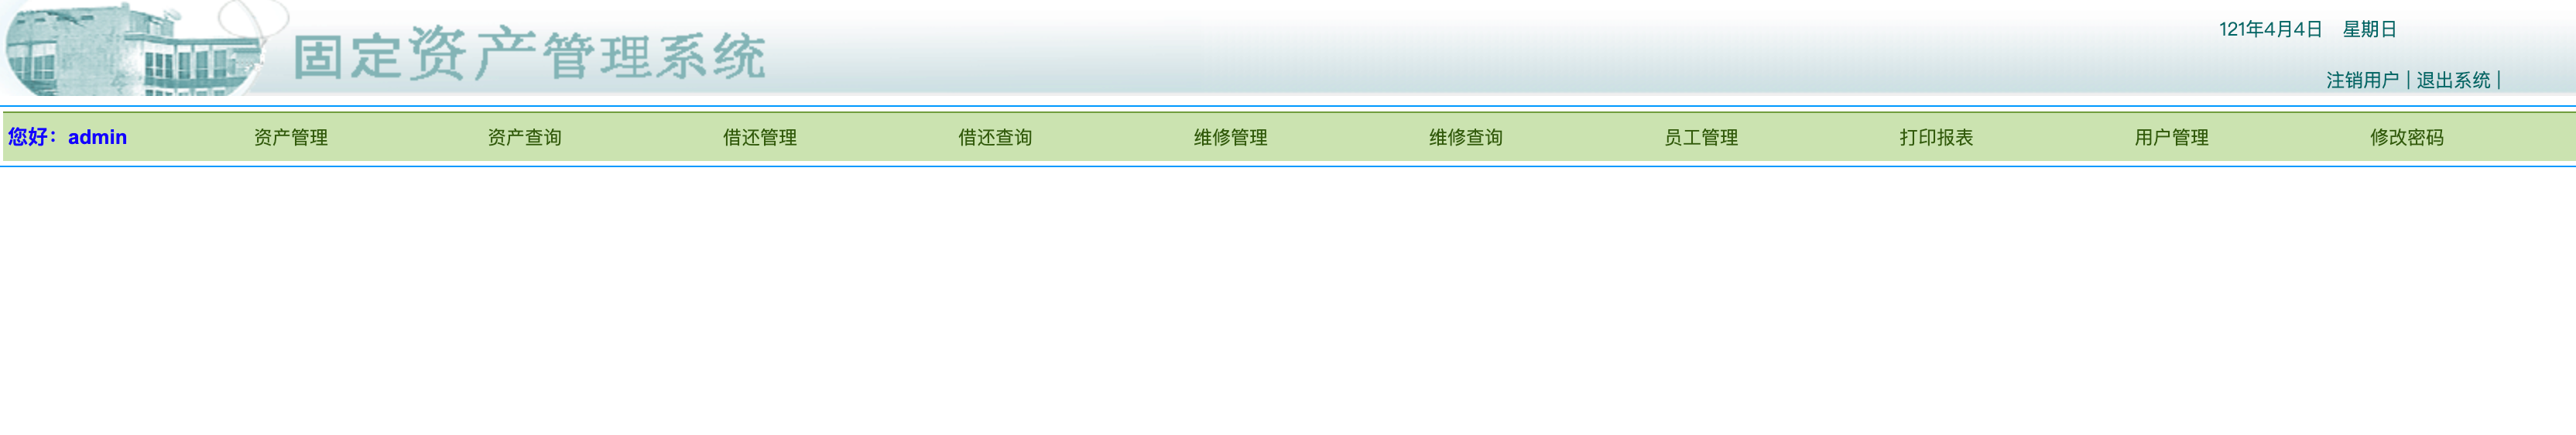 固定资产管理系统
121年4月4日 星期日
注销用户 | 退出系统 |
您好：admin 资产管理 资产查询 借还管理 借还查询 维修管理 维修查询 员工管理 打印报表 用户管理 修改密码